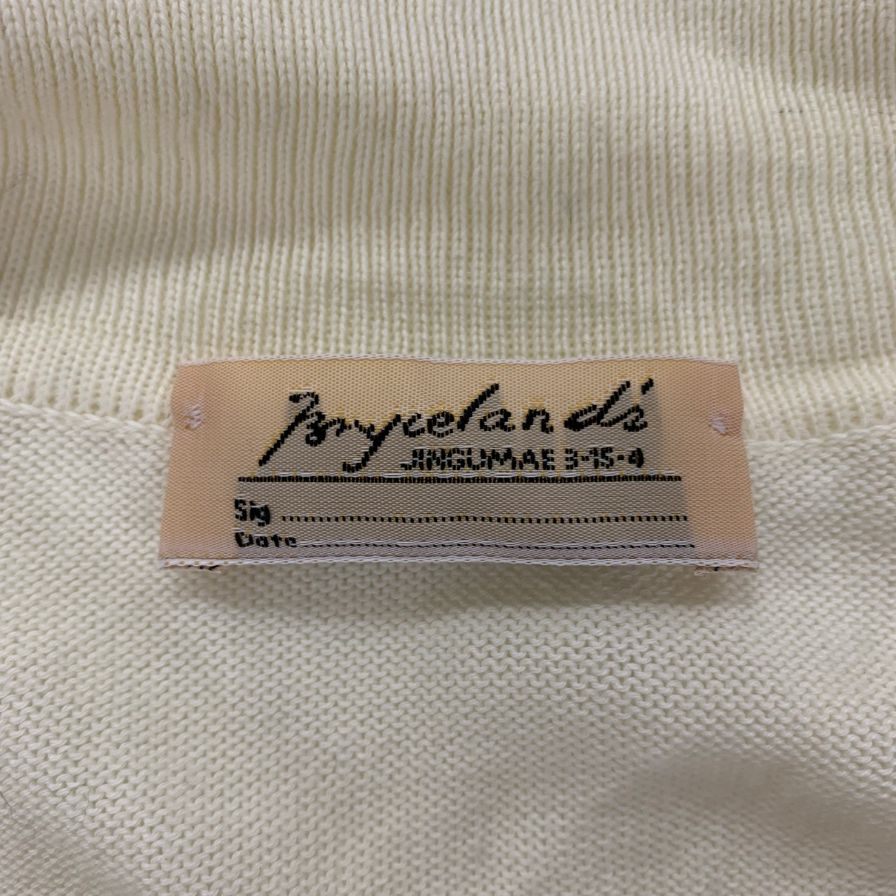 Bryceland's
JINGUMAE 3-15-4
Sig
Date